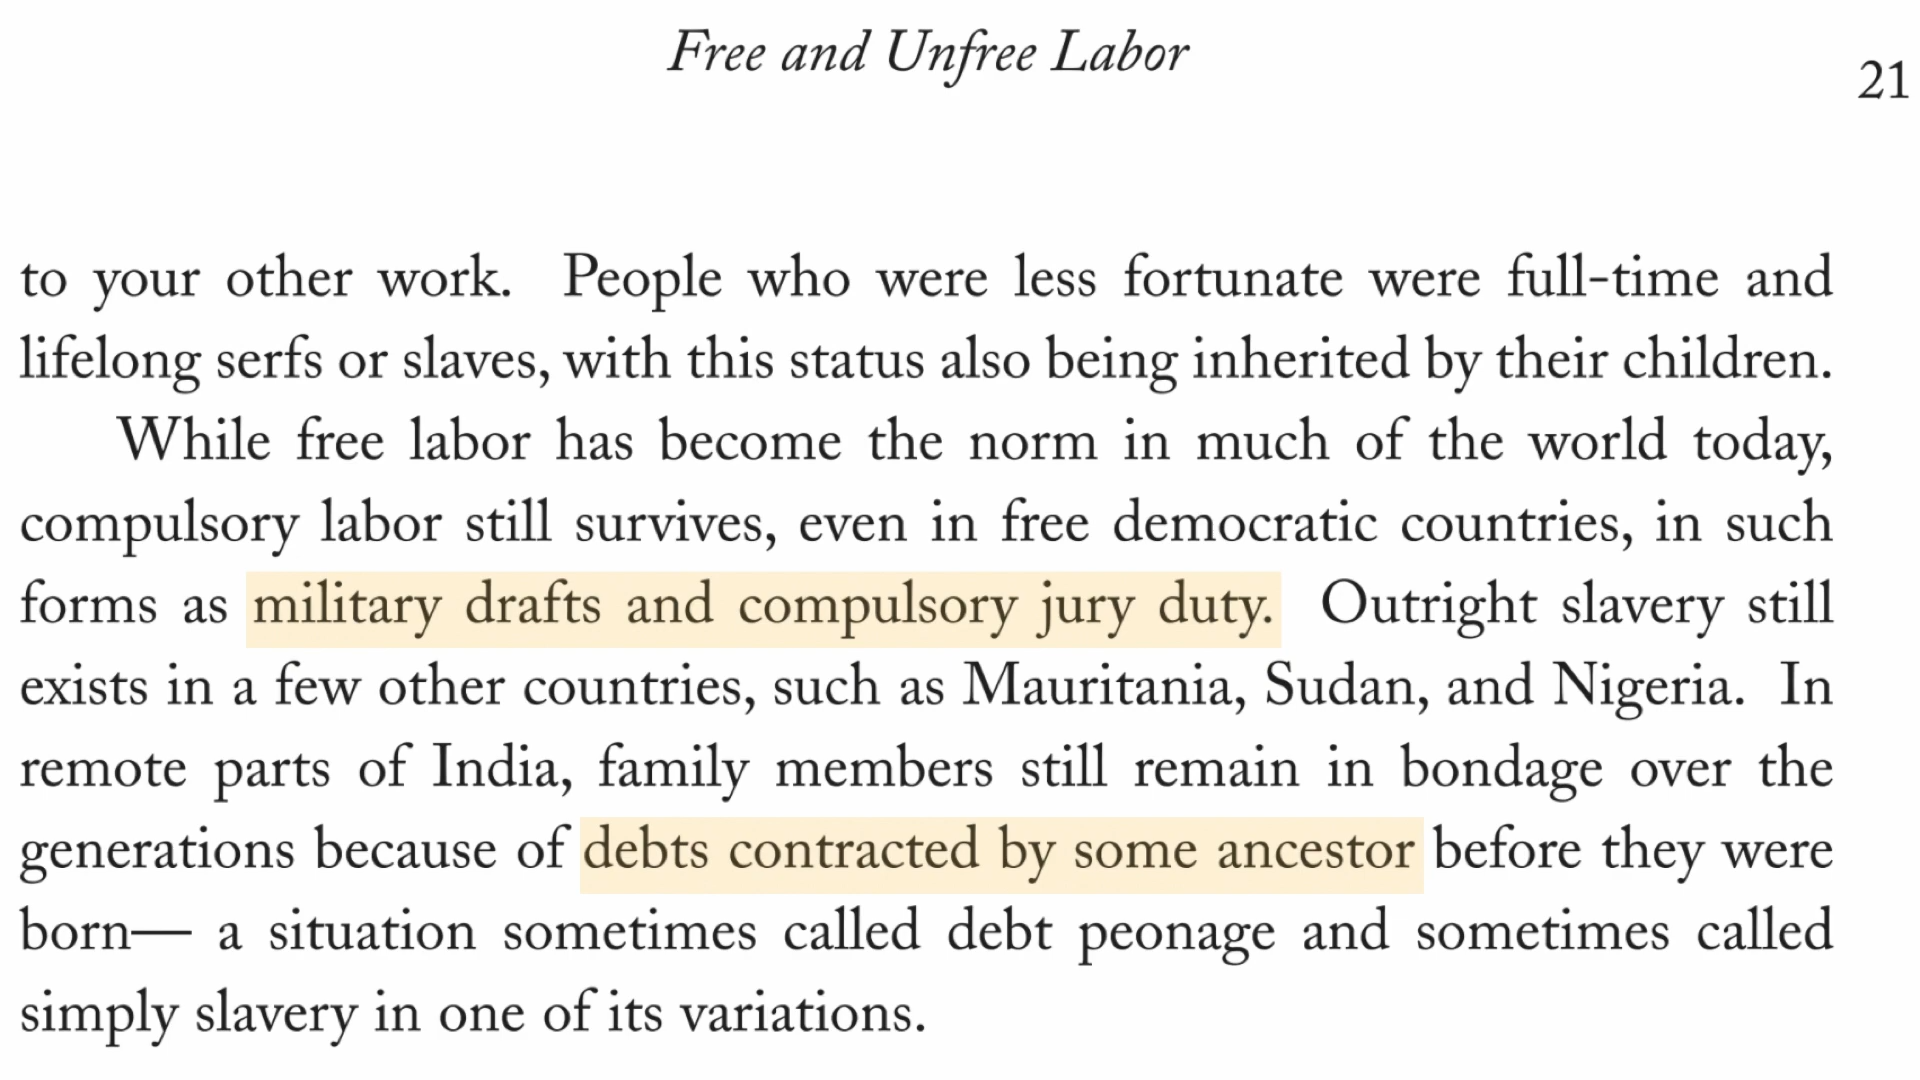 Free and Unfree Labor
21
to your other work. People who were less fortunate were full-time and
lifelong serfs or slaves, with this status also being inherited by their children.
While free labor has become the norm in much of the world today,
compulsory labor still survives, even in free democratic countries, in such
forms as military drafts and compulsory jury duty. Outright slavery still
exists in a few other countries, such as Mauritania, Sudan, and Nigeria. In
remote parts of India, family members still remain in bondage over the
generations because of debts contracted by some ancestor before they were
born— a situation sometimes called debt peonage and sometimes called
simply slavery in one of its variations.